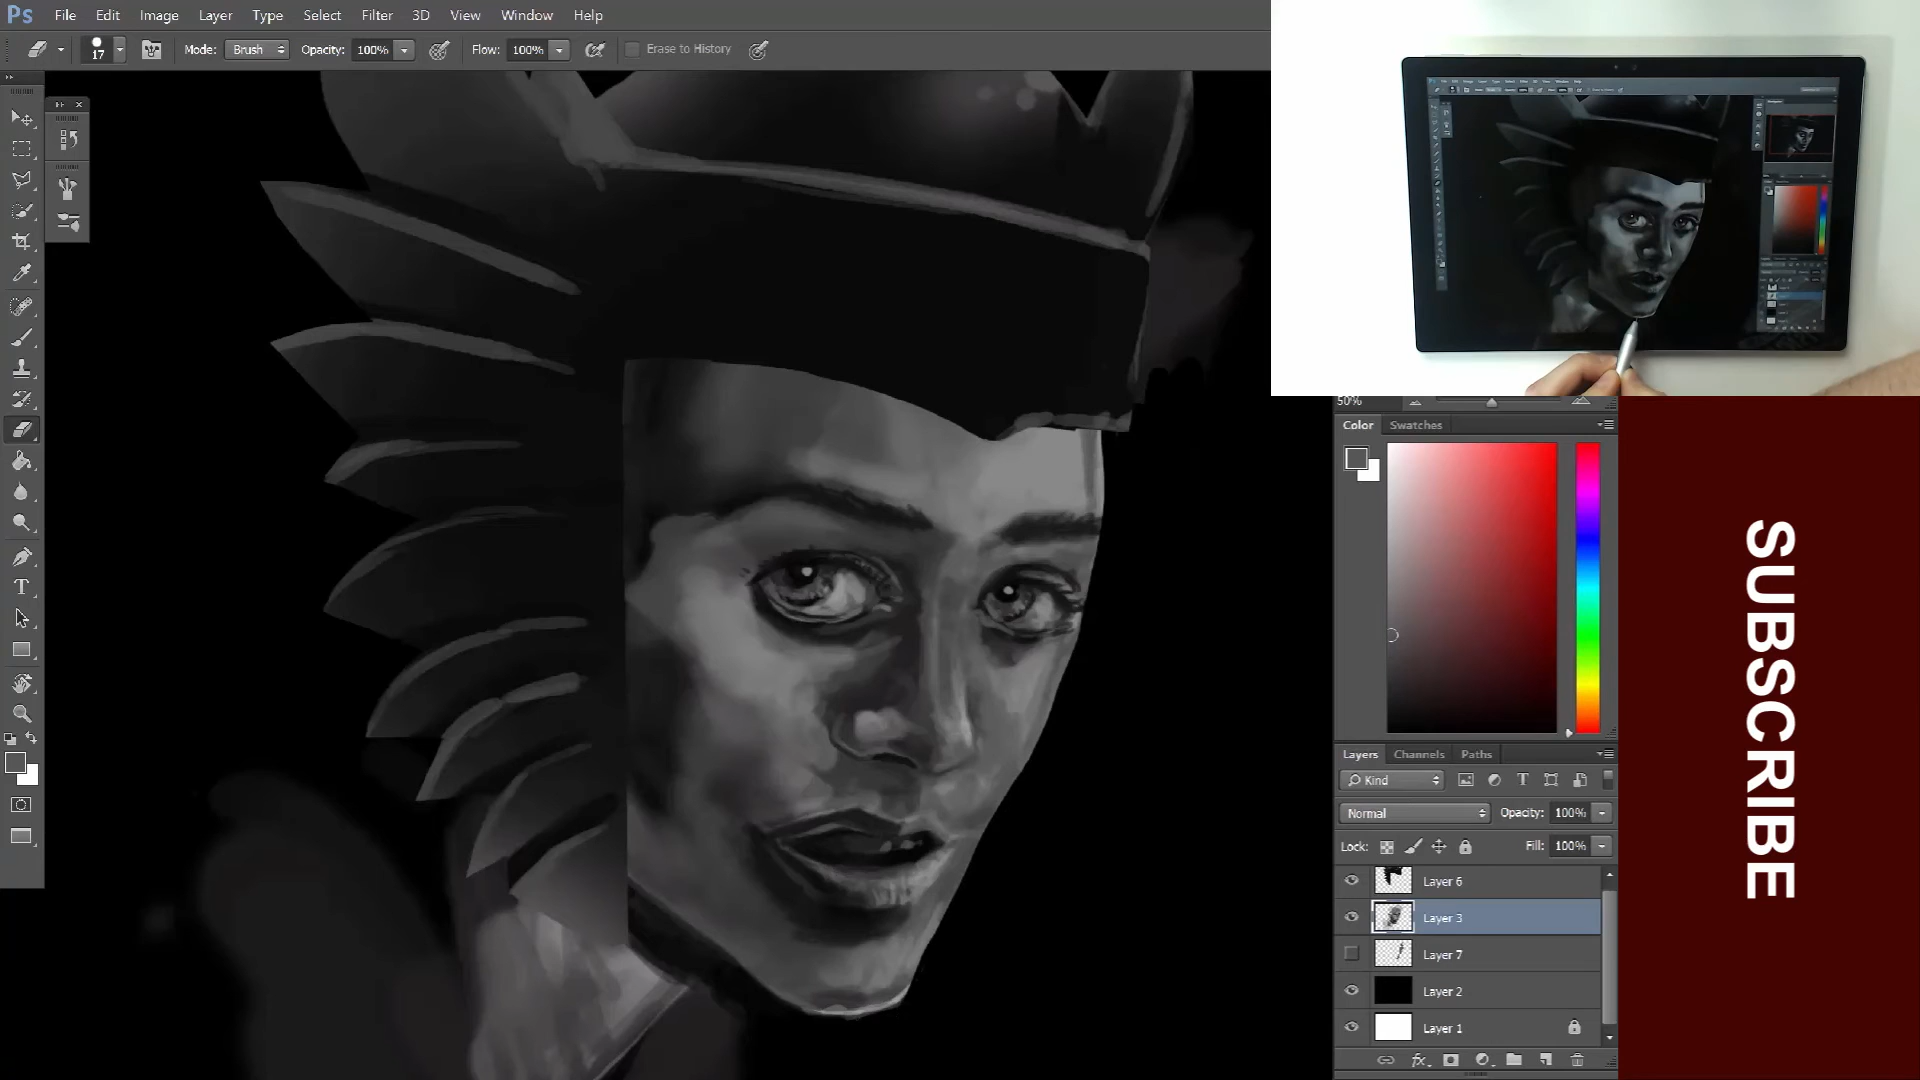 Ps File Edit Image Layer Type Select Filter 3D View Window Help
17 Mode: Brush Opacity: 100% Flow: 100% Erase to History
50%
Color Swatches
Layers Channels Paths
Kind
Normal Opacity: 100%
Lock: Fill: 100%
Layer 6
Layer 3
Layer 7
Layer 2
Layer 1
fx
T
SUBSCRIBE